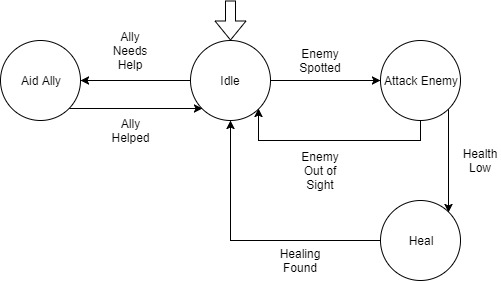 Ally
Needs
Help
Enemy
Spotted
Aid Ally
Idle
Attack Enemy
Ally
Helped
Enemy
Out of
Sight
Health
Low
Heal
Healing
Found